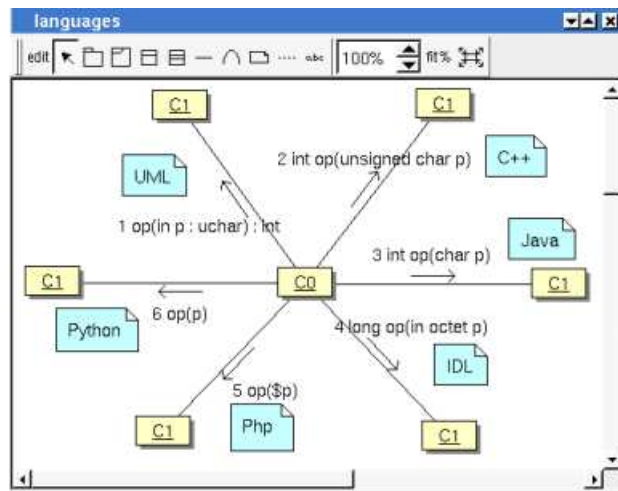 languages
edit abc 100% fit%
C1
C1
2 int op(unsigned char p)
C++
UML
1 op(in p : uchar) : int
Java
3 int op(char p)
C1
C0
C1
6 op(p)
Python
4 long op(in octet p)
IDL
5 op($p)
Php
C1
C1